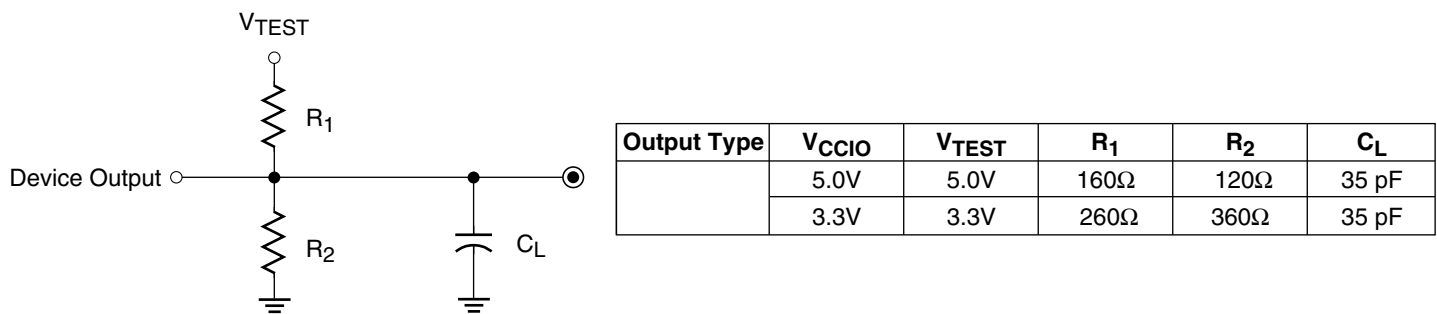 VTEST
R1
Device Output
R2
CL
Output Type VCCIO VTEST R1 R2 CL
5.0V 5.0V 160Ω 120Ω 35 pF
3.3V 3.3V 260Ω 360Ω 35 pF